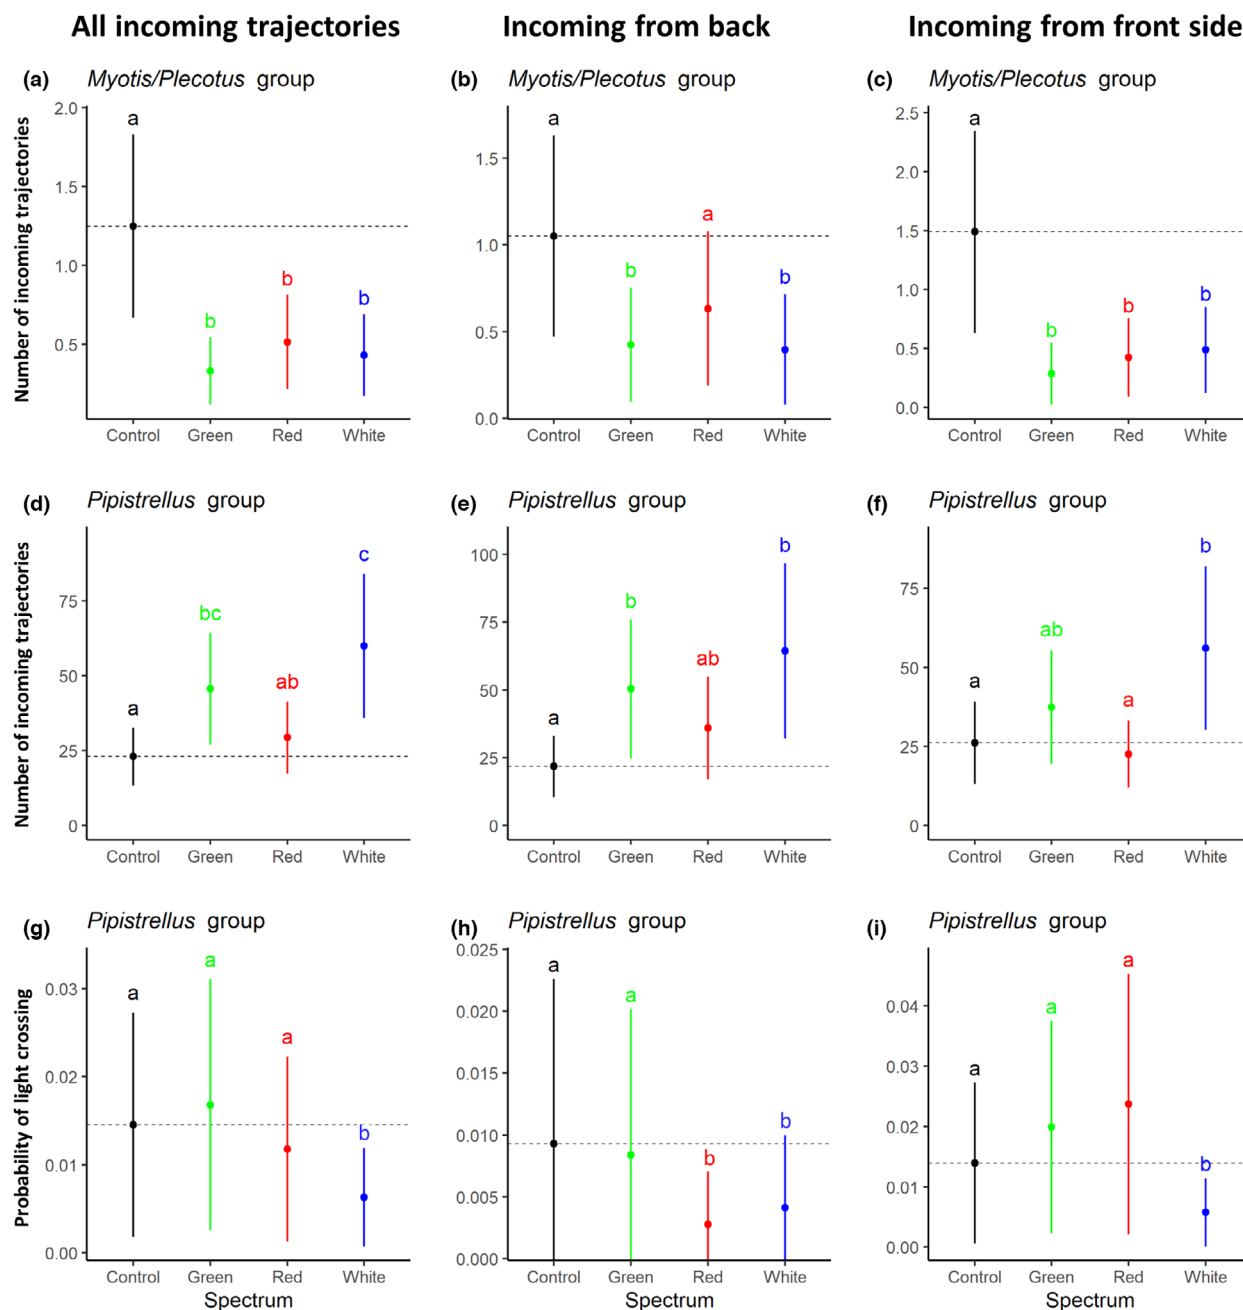 All incoming trajectories Incoming from back Incoming from front side
(a) Myotis/Plecotus group
Number of incoming trajectories
2.0
1.5
1.0
0.5
a
b
b
b
Control Green Red White
(b) Myotis/Plecotus group
1.5
1.0
0.5
0.0
a
b
a
b
Control Green Red White
(c) Myotis/Plecotus group
2.5
2.0
1.5
1.0
0.5
0.0
a
b
b
b
Control Green Red White
(d) Pipistrellus group
Number of incoming trajectories
75
50
25
0
a
bc
ab
c
Control Green Red White
(e) Pipistrellus group
100
75
50
25
0
a
b
ab
b
Control Green Red White
(f) Pipistrellus group
75
50
25
0
a
ab
a
b
Control Green Red White
(g) Pipistrellus group
Probability of light crossing
0.03
0.02
0.01
0.00
a
a
a
b
Control Green Red White
Spectrum
(h) Pipistrellus group
0.025
0.020
0.015
0.010
0.005
0.000
a
a
b
b
Control Green Red White
Spectrum
(i) Pipistrellus group
0.04
0.03
0.02
0.01
0.00
a
a
a
b
Control Green Red White
Spectrum